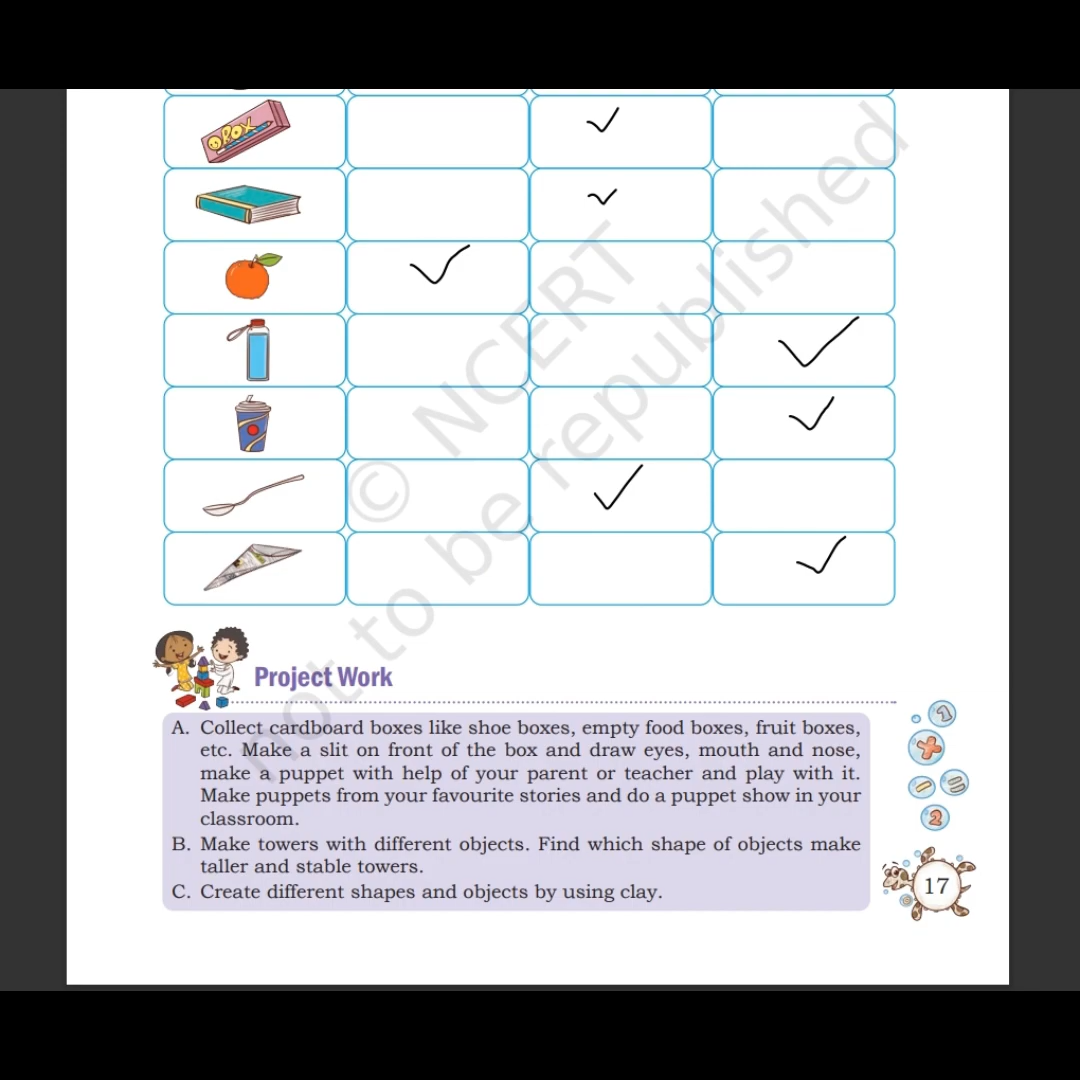 BOX
© NCERT
not to be republished
Project Work
A. Collect cardboard boxes like shoe boxes, empty food boxes, fruit boxes,
etc. Make a slit on front of the box and draw eyes, mouth and nose,
make a puppet with help of your parent or teacher and play with it.
Make puppets from your favourite stories and do a puppet show in your
classroom.
B. Make towers with different objects. Find which shape of objects make
taller and stable towers.
C. Create different shapes and objects by using clay.
1
+
−
=
2
17